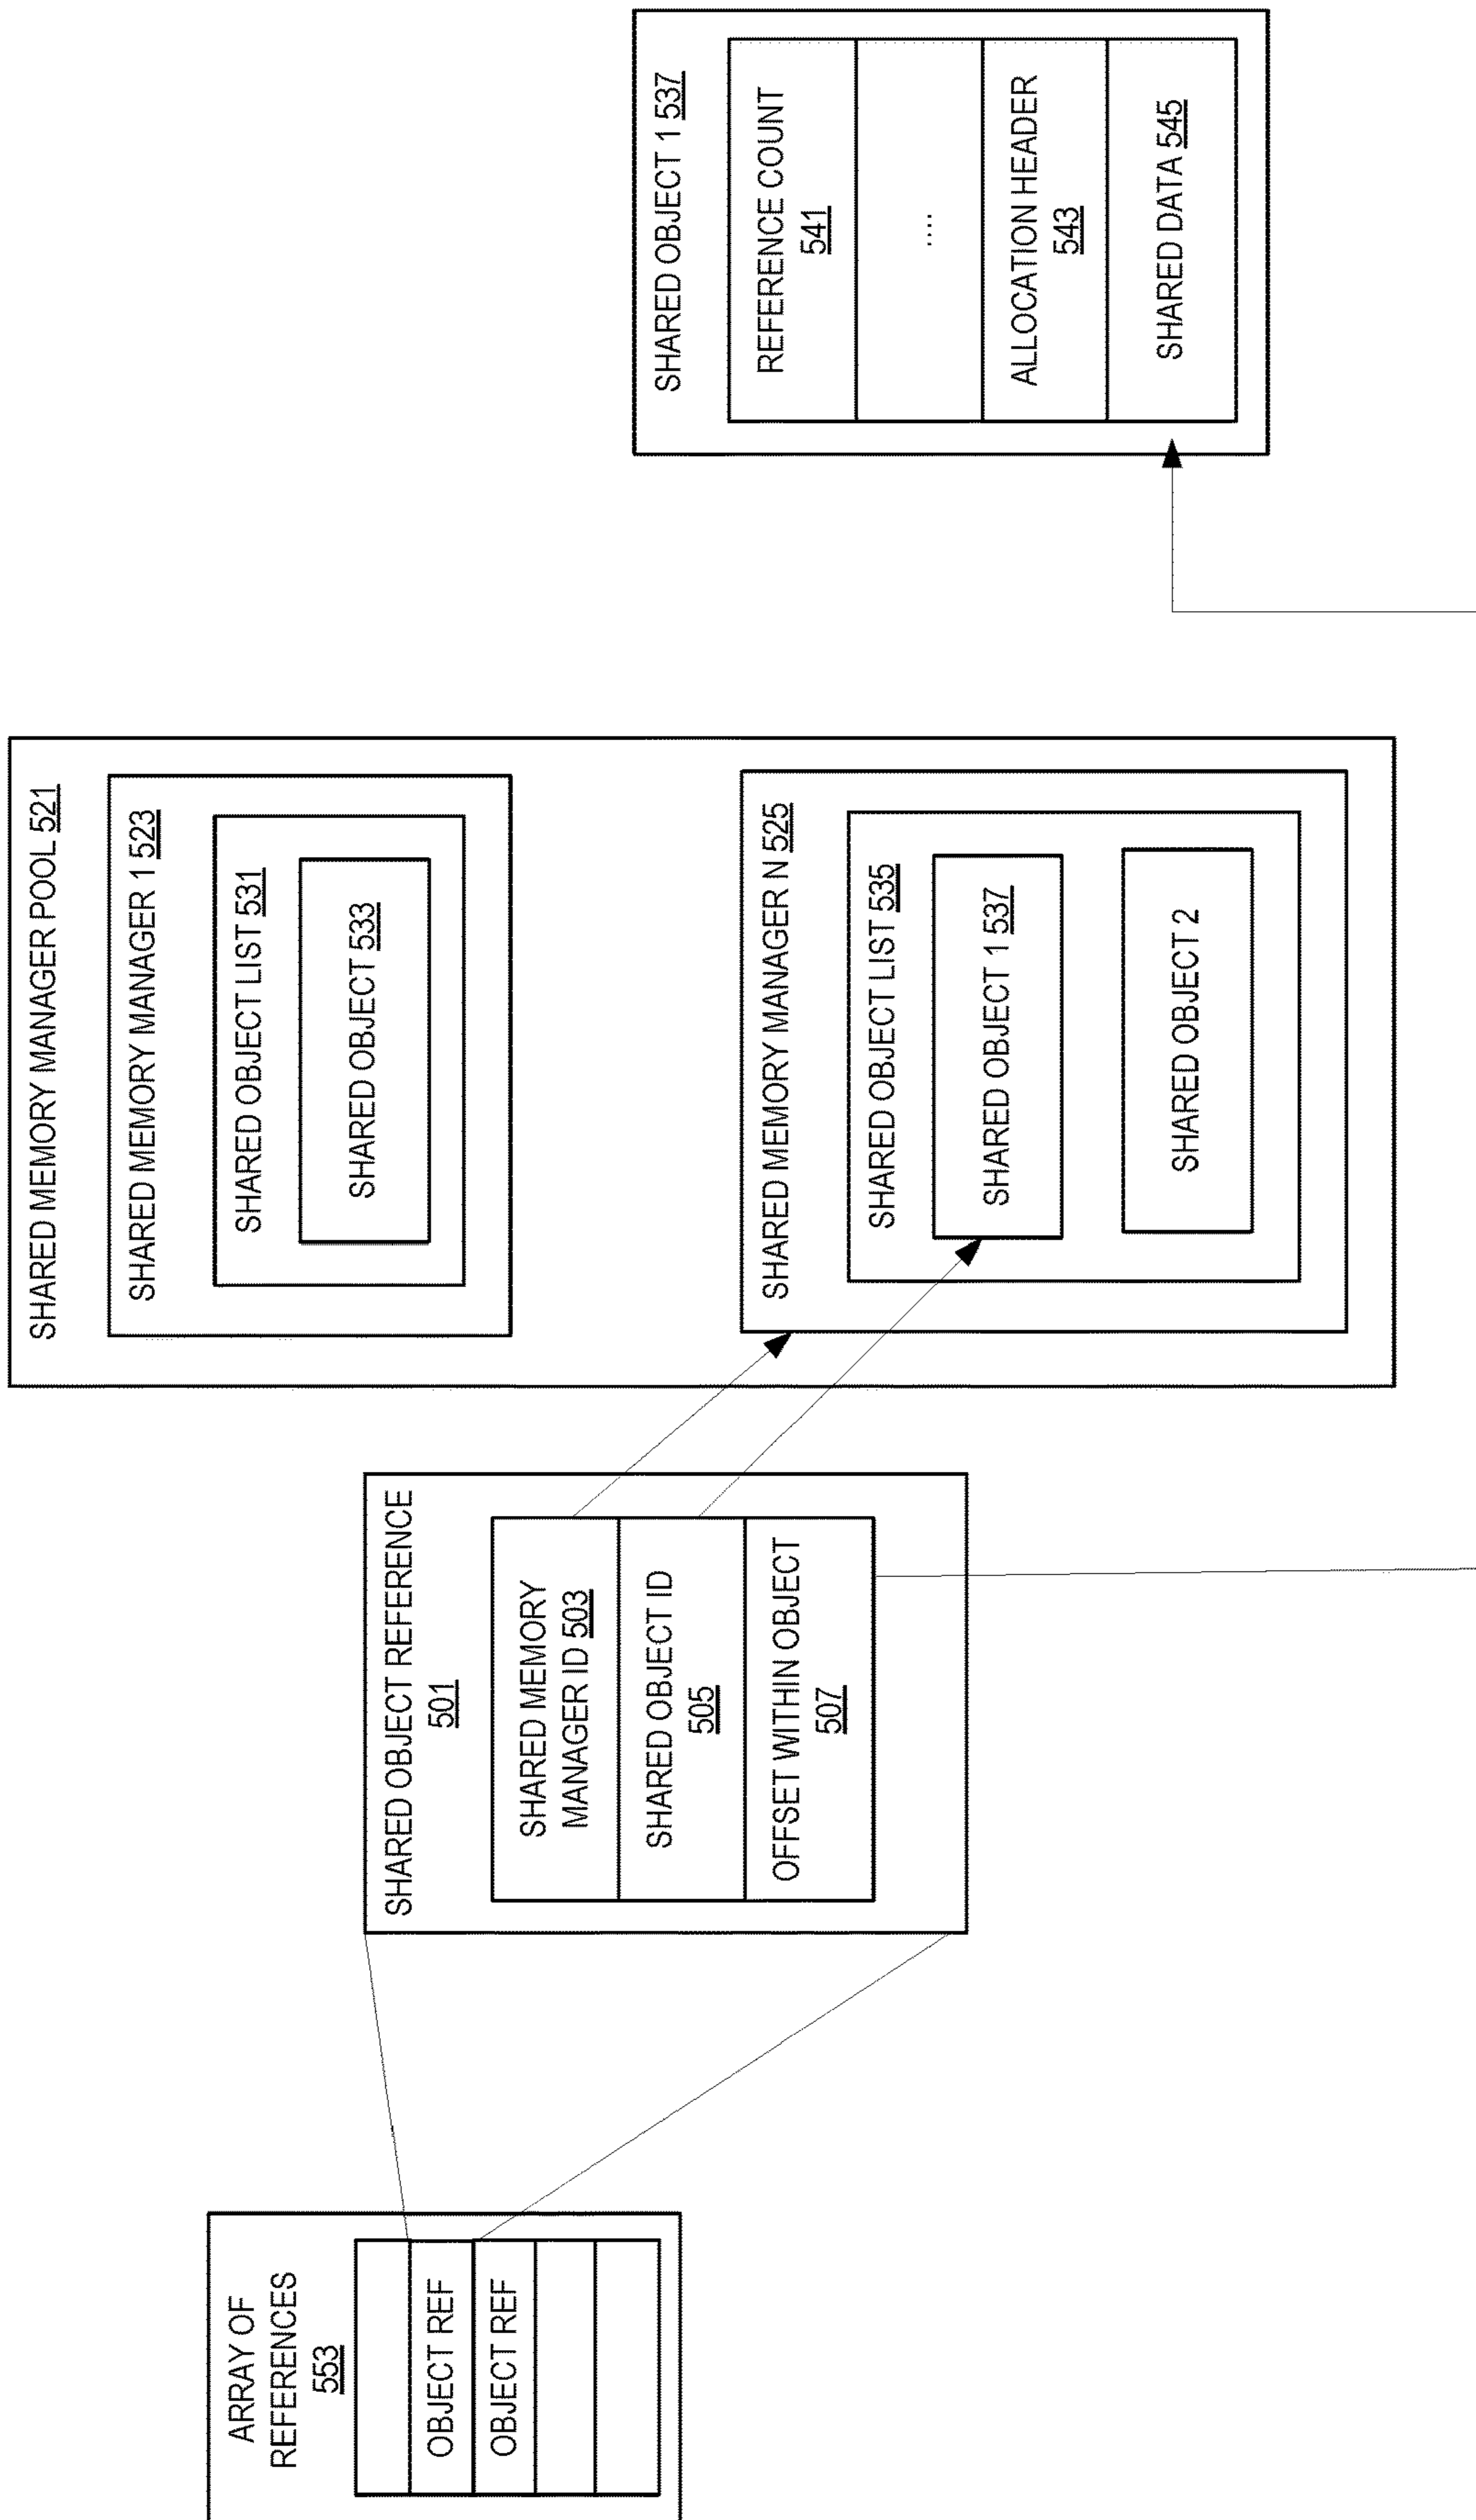 ARRAY OF
REFERENCES
553
OBJECT REF
OBJECT REF
SHARED OBJECT REFERENCE
501
SHARED MEMORY
MANAGER ID 503
SHARED OBJECT ID
505
OFFSET WITHIN OBJECT
507
SHARED MEMORY MANAGER POOL 521
SHARED MEMORY MANAGER 1 523
SHARED OBJECT LIST 531
SHARED OBJECT 533
SHARED MEMORY MANAGER N 525
SHARED OBJECT LIST 535
SHARED OBJECT 1 537
SHARED OBJECT 2
SHARED OBJECT 1 537
REFERENCE COUNT
541
....
ALLOCATION HEADER
543
SHARED DATA 545